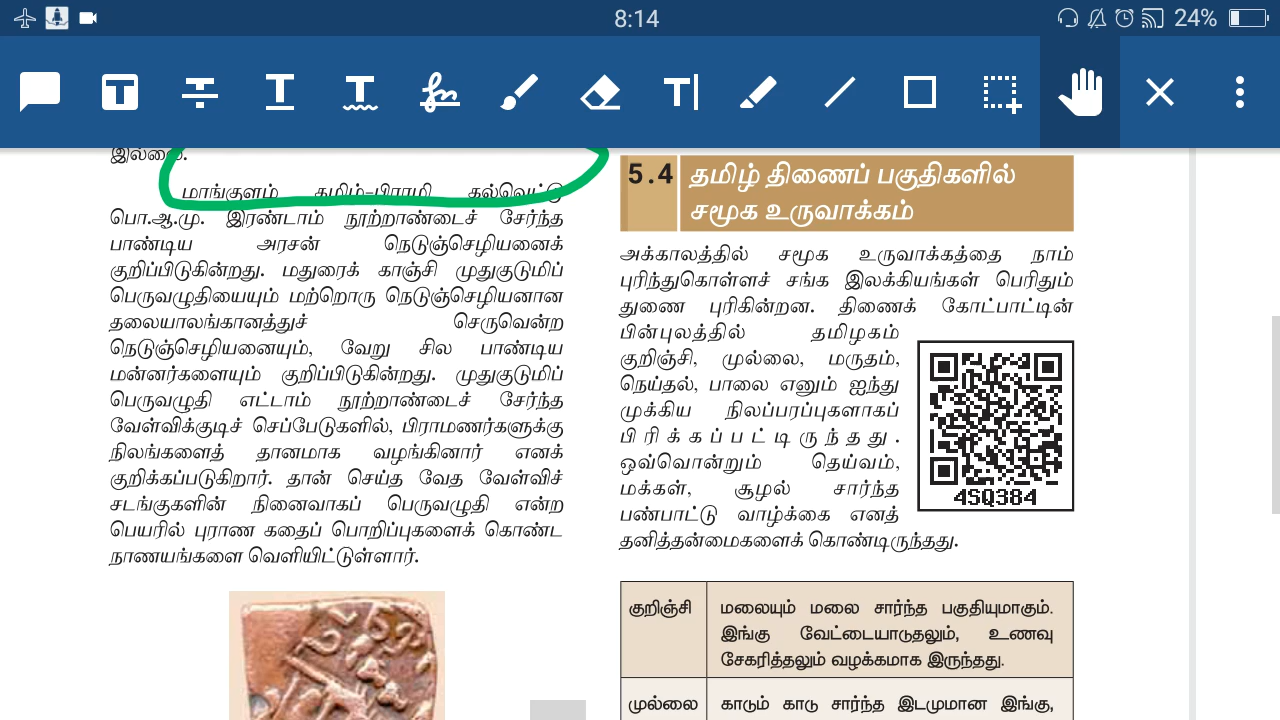 8:14
24%
இல்லை.
மாங்குளம் தமிழ்-பிராமி கல்வெட்டு
பொ.ஆ.மு. இரண்டாம் நூற்றாண்டைச் சேர்ந்த
பாண்டிய அரசன் நெடுஞ்செழியனைக்
குறிப்பிடுகின்றது. மதுரைக் காஞ்சி முதுகுடுமிப்
பெருவழுதியையும் மற்றொரு நெடுஞ்செழியனான
தலையாலங்கானத்துச் செருவென்ற
நெடுஞ்செழியனையும், வேறு சில பாண்டிய
மன்னர்களையும் குறிப்பிடுகின்றது. முதுகுடுமிப்
பெருவழுதி எட்டாம் நூற்றாண்டைச் சேர்ந்த
வேள்விக்குடிச் செப்பேடுகளில், பிராமணர்களுக்கு
நிலங்களைத் தானமாக வழங்கினார் எனக்
குறிக்கப்படுகிறார். தான் செய்த வேத வேள்விச்
சடங்குகளின் நினைவாகப் பெருவழுதி என்ற
பெயரில் புராண கதைப் பொறிப்புகளைக் கொண்ட
நாணயங்களை வெளியிட்டுள்ளார்.
5.4 தமிழ் திணைப் பகுதிகளில்
சமூக உருவாக்கம்
அக்காலத்தில் சமூக உருவாக்கத்தை நாம்
புரிந்துகொள்ளச் சங்க இலக்கியங்கள் பெரிதும்
துணை புரிகின்றன. திணைக் கோட்பாட்டின்
பின்புலத்தில் தமிழகம்
குறிஞ்சி, முல்லை, மருதம்,
நெய்தல், பாலை எனும் ஐந்து
முக்கிய நிலப்பரப்புகளாகப்
பிரிக்கப்பட்டிருந்தது.
ஒவ்வொன்றும் தெய்வம்,
மக்கள், சூழல் சார்ந்த
பண்பாட்டு வாழ்க்கை எனத்
தனித்தன்மைகளைக் கொண்டிருந்தது.
4SQ384
குறிஞ்சி மலையும் மலை சார்ந்த பகுதியுமாகும்.
இங்கு வேட்டையாடுதலும், உணவு
சேகரித்தலும் வழக்கமாக இருந்தது.
முல்லை காடும் காடு சார்ந்த இடமுமான இங்கு,